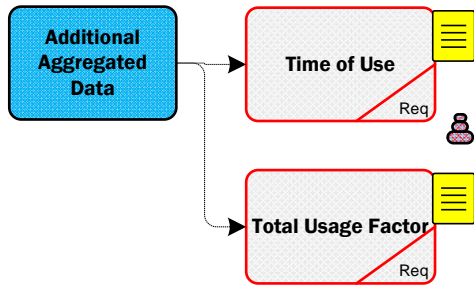 Additional
Aggregated
Data
Time of Use
Req
Total Usage Factor
Req